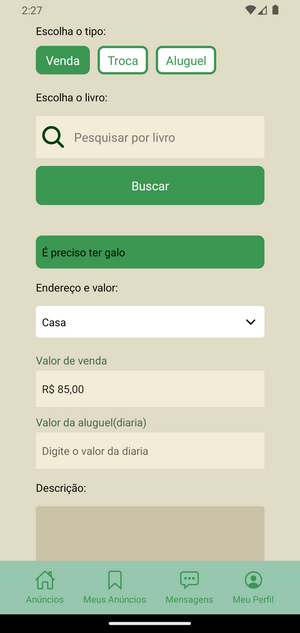 2:27
Escolha o tipo:
Venda Troca Aluguel
Escolha o livro:
Pesquisar por livro
Buscar
É preciso ter galo
Endereço e valor:
Casa
Valor de venda
R$ 85,00
Valor da aluguel(diaria)
Digite o valor da diaria
Descrição:
Anúncios Meus Anúncios Mensagens Meu Perfil